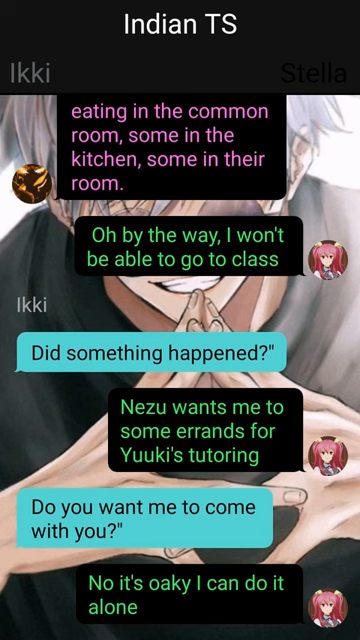 Indian TS
Ikki
Stella
eating in the common
room, some in the
kitchen, some in their
room.
Oh by the way, I won't
be able to go to class
Ikki
Did something happened?"
Nezu wants me to
some errands for
Yuuki's tutoring
Do you want me to come
with you?"
No it's oaky I can do it
alone